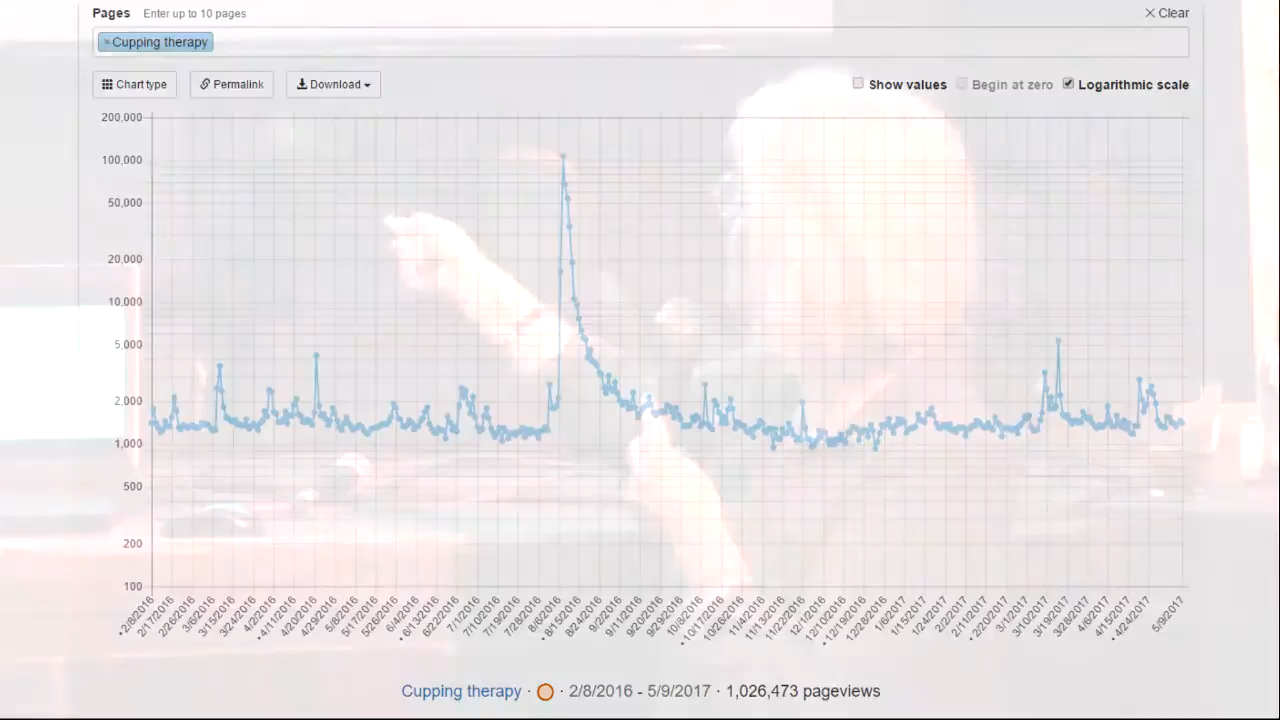 Pages Enter up to 10 pages × Clear
× Cupping therapy
Chart type Permalink Download Show values Begin at zero Logarithmic scale
200,000
100,000
50,000
20,000
10,000
5,000
2,000
1,000
500
200
100
2/8/2016 2/17/2016 2/26/2016 3/6/2016 3/15/2016 3/24/2016 4/2/2016 4/11/2016 4/20/2016 4/29/2016 5/8/2016 5/17/2016 5/26/2016 6/4/2016 6/13/2016 6/22/2016 7/1/2016 7/10/2016 7/19/2016 7/28/2016 8/6/2016 8/15/2016 8/24/2016 9/2/2016 9/11/2016 9/20/2016 9/29/2016 10/8/2016 10/17/2016 10/26/2016 11/4/2016 11/13/2016 11/22/2016 12/1/2016 12/10/2016 12/19/2016 12/28/2016 1/6/2017 1/15/2017 1/24/2017 2/2/2017 2/11/2017 2/20/2017 3/1/2017 3/10/2017 3/19/2017 3/28/2017 4/6/2017 4/15/2017 4/24/2017 5/9/2017
Cupping therapy · · 2/8/2016 - 5/9/2017 · 1,026,473 pageviews